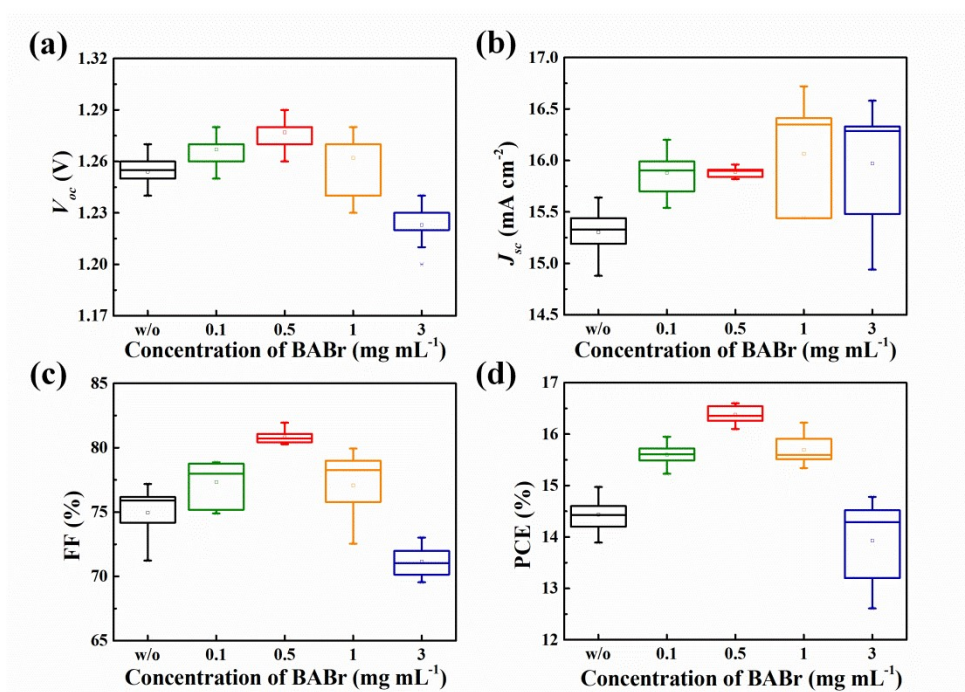 (a)
1.32
1.29
1.26
1.23
1.20
1.17
V_oc (V)
w/o 0.1 0.5 1 3
Concentration of BABr (mg mL⁻¹)
(b)
17.0
16.5
16.0
15.5
15.0
14.5
J_sc (mA cm⁻²)
w/o 0.1 0.5 1 3
Concentration of BABr (mg mL⁻¹)
(c)
85
80
75
70
65
FF (%)
w/o 0.1 0.5 1 3
Concentration of BABr (mg mL⁻¹)
(d)
17
16
15
14
13
12
PCE (%)
w/o 0.1 0.5 1 3
Concentration of BABr (mg mL⁻¹)